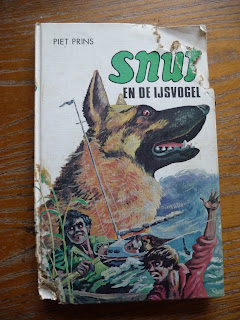 PIET PRINS
snuf
EN DE IJSVOGEL